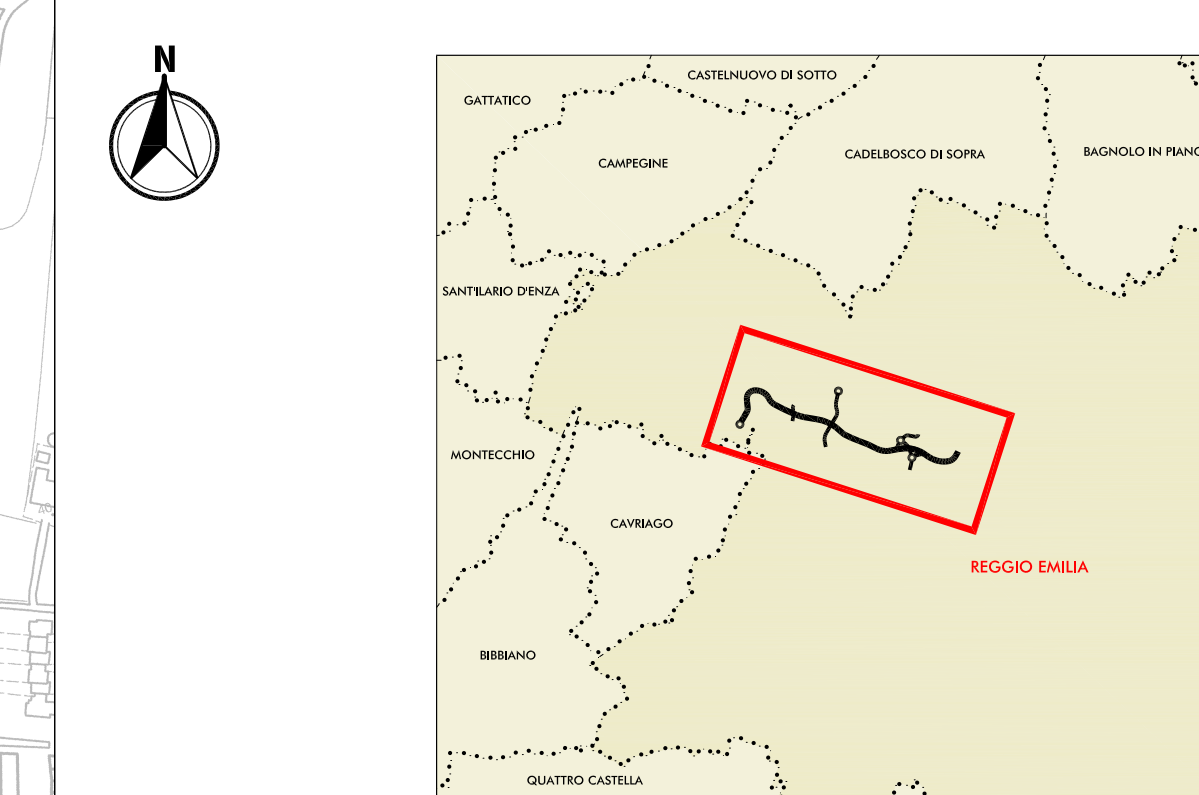 N
CASTELNUOVO DI SOTTO
GATTATICO
CAMPEGINE
CADELBOSCO DI SOPRA
BAGNOLO IN PIANO
SANT'ILARIO D'ENZA
MONTECCHIO
CAVRIAGO
REGGIO EMILIA
BIBBIANO
QUATTRO CASTELLA